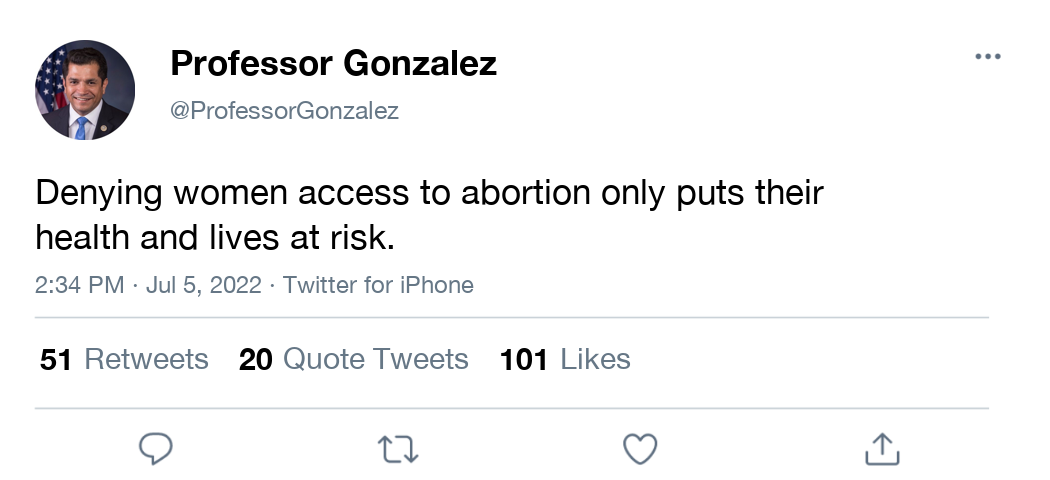 Professor Gonzalez
@ProfessorGonzalez
Denying women access to abortion only puts their
health and lives at risk.
2:34 PM · Jul 5, 2022 · Twitter for iPhone
51 Retweets 20 Quote Tweets 101 Likes